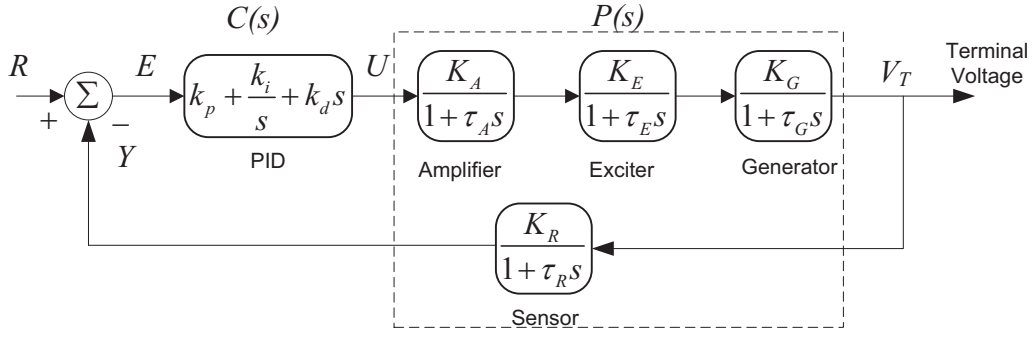 C(s)
P(s)
R
+
Σ
−
Y
E
k_p + k_i/s + k_d s
PID
U
K_A/(1 + τ_A s)
Amplifier
K_E/(1 + τ_E s)
Exciter
K_G/(1 + τ_G s)
Generator
V_T
Terminal
Voltage
K_R/(1 + τ_R s)
Sensor